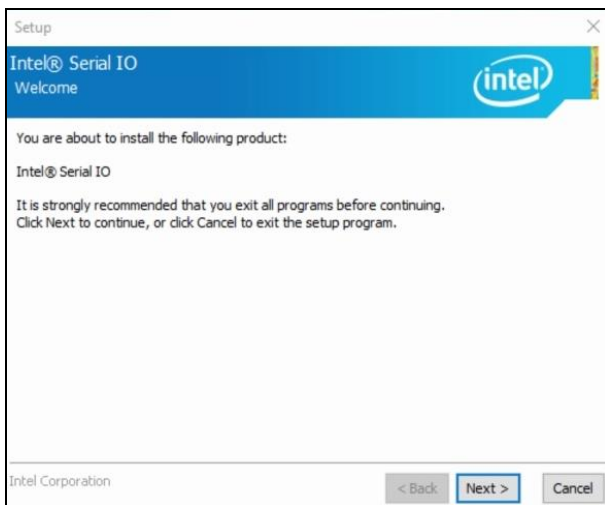 Setup
Intel® Serial IO
Welcome
intel
You are about to install the following product:
Intel® Serial IO
It is strongly recommended that you exit all programs before continuing.
Click Next to continue, or click Cancel to exit the setup program.
Intel Corporation
< Back
Next >
Cancel